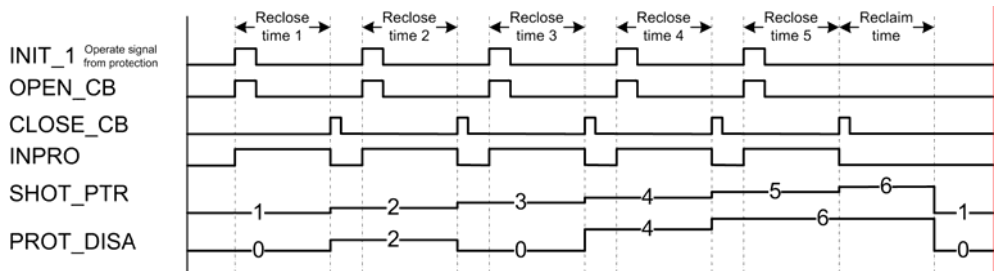 Reclose time 1
Reclose time 2
Reclose time 3
Reclose time 4
Reclose time 5
Reclaim time
INIT_1 Operate signal from protection
OPEN_CB
CLOSE_CB
INPRO
SHOT_PTR 1 2 3 4 5 6 1
PROT_DISA 0 2 0 4 6 0